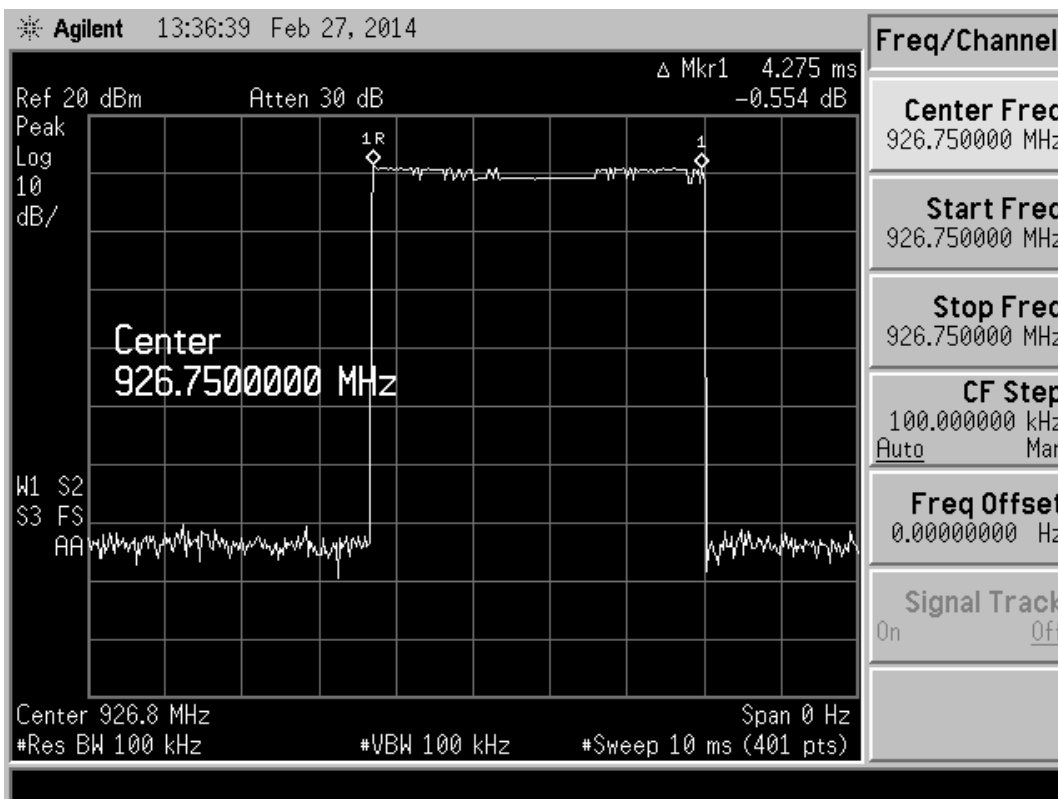 Agilent 13:36:39 Feb 27, 2014
Freq/Channel
Δ Mkr1 4.275 ms
Ref 20 dBm Atten 30 dB -0.554 dB
Peak
Log
10
dB/
1R
1
Center
926.7500000 MHz
W1 S2
S3 FS
AA
Center 926.8 MHz Span 0 Hz
#Res BW 100 kHz #VBW 100 kHz #Sweep 10 ms (401 pts)
Center Freq
926.750000 MHz
Start Freq
926.750000 MHz
Stop Freq
926.750000 MHz
CF Step
100.000000 kHz
Auto Man
Freq Offset
0.00000000 Hz
Signal Track
On Off